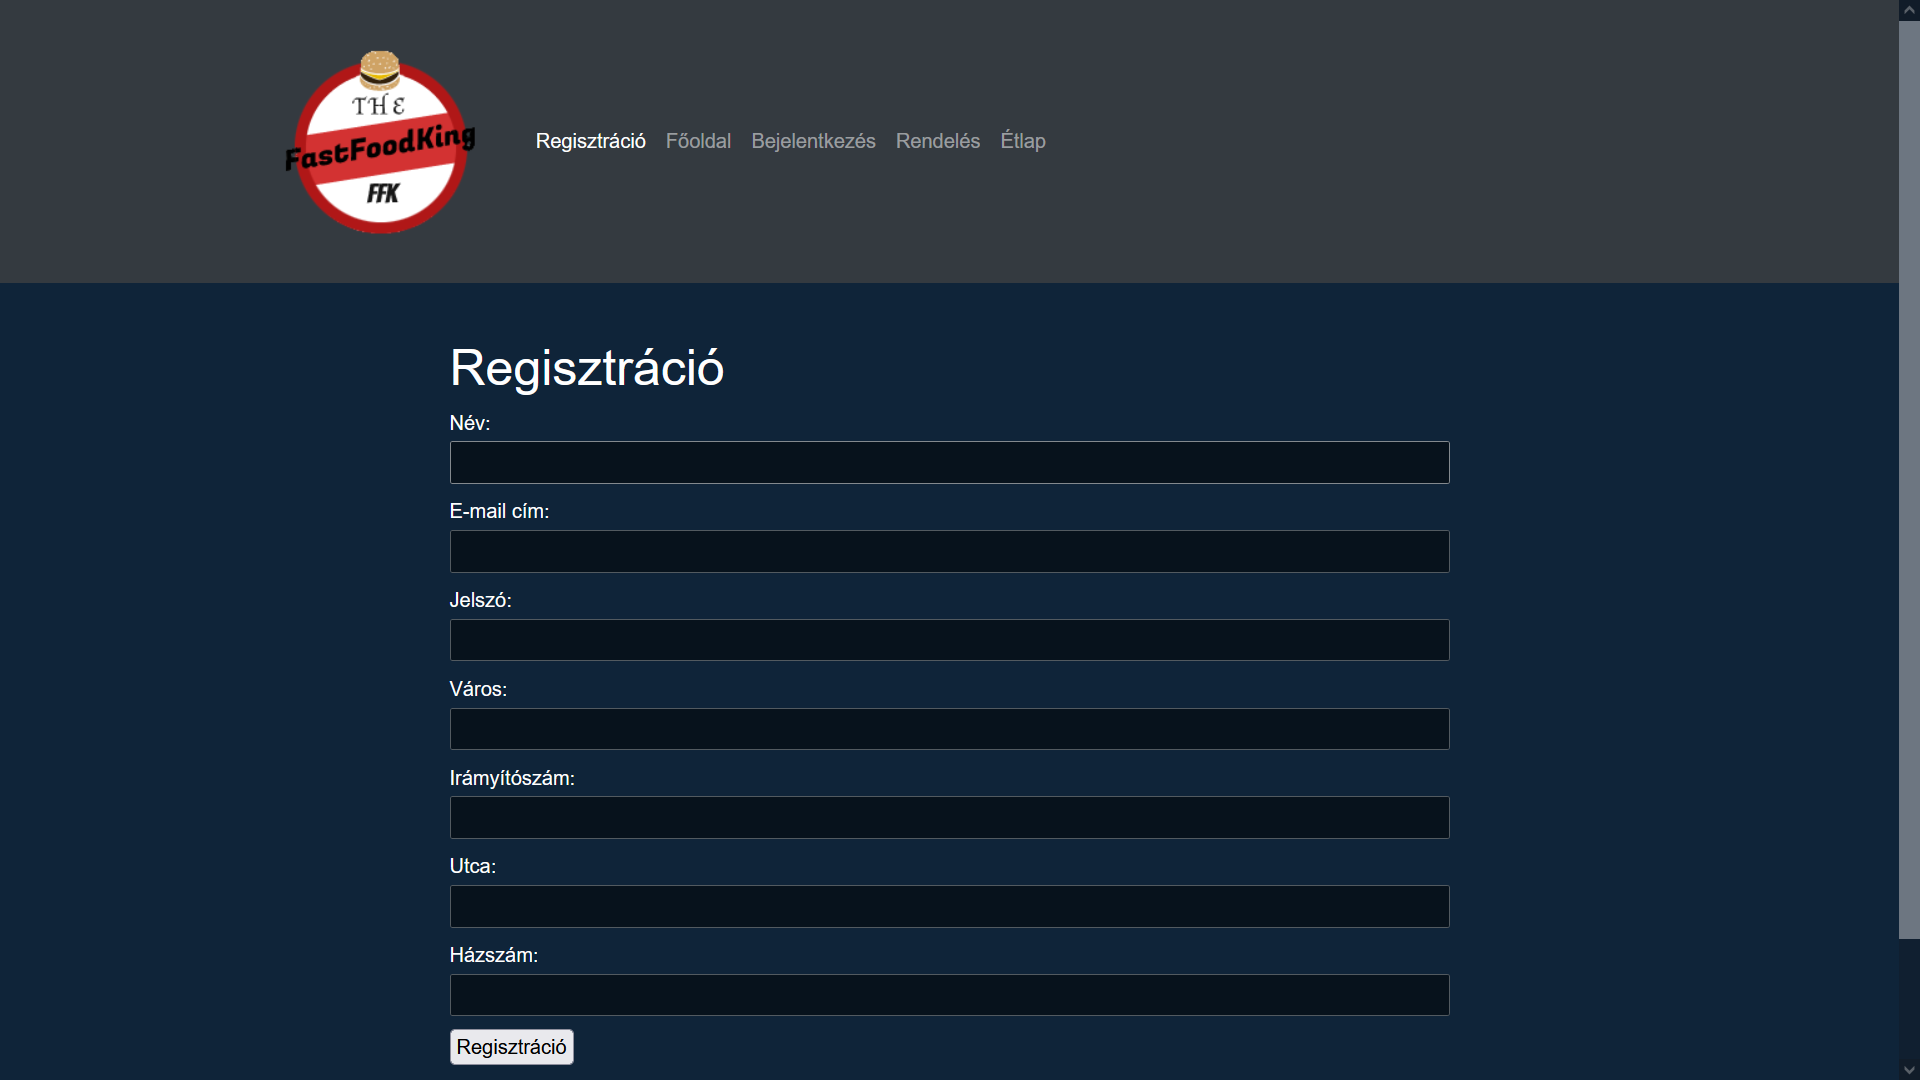 THE
FastFoodKing
FFK
Regisztráció Főoldal Bejelentkezés Rendelés Étlap
Regisztráció
Név:
E-mail cím:
Jelszó:
Város:
Irámyítószám:
Utca:
Házszám:
Regisztráció